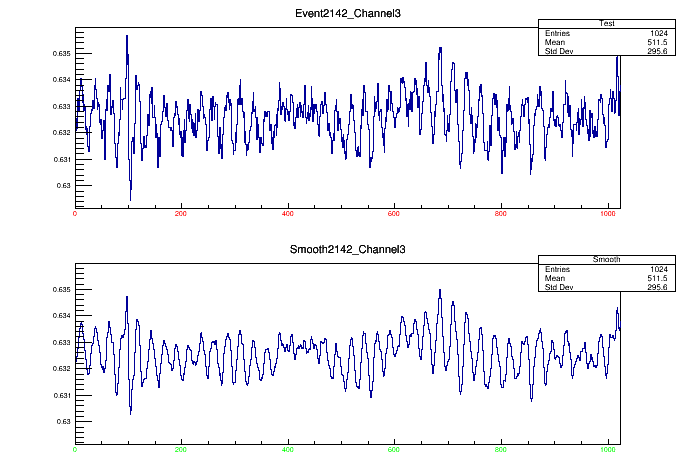 Event2142_Channel3
Test
Entries 1024
Mean 511.5
Std Dev 295.6
0.635
0.634
0.633
0.632
0.631
0.63
0 200 400 600 800 1000
Smooth2142_Channel3
Smooth
Entries 1024
Mean 511.5
Std Dev 295.6
0.635
0.634
0.633
0.632
0.631
0.63
0 200 400 600 800 1000